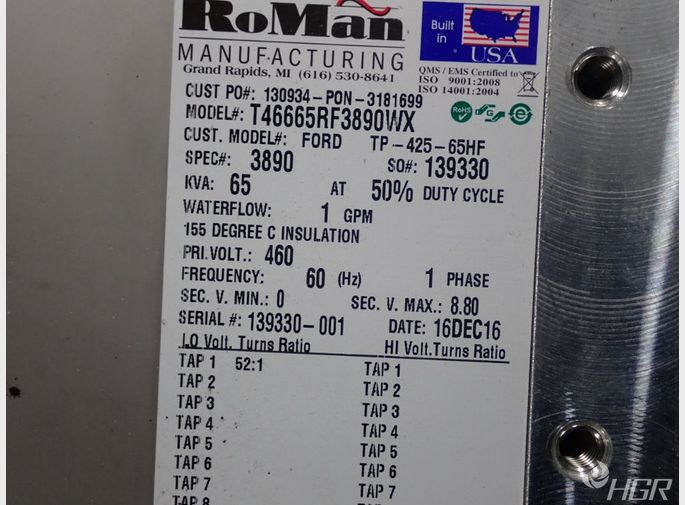 RoMan
MANUFACTURING
Grand Rapids, MI (616) 530-8641
Built
in
USA
QMS / EMS Certified to
ISO 9001:2008
ISO 14001:2004
CUST PO#: 130934-PON-3181699
MODEL#: T46665RF3890WX
RoHS
CUST. MODEL#: FORD TP-425-65HF
SPEC#: 3890 SO#: 139330
KVA: 65 AT 50% DUTY CYCLE
WATERFLOW: 1 GPM
155 DEGREE C INSULATION
PRI.VOLT.: 460
FREQUENCY: 60 (Hz) 1 PHASE
SEC. V MIN.: 0 SEC. V. MAX.: 8.80
SERIAL #: 139330-001 DATE: 16DEC16
LO Volt. Turns Ratio HI Volt. Turns Ratio
TAP 1 52:1 TAP 1
TAP 2 TAP 2
TAP 3 TAP 3
TAP 4 TAP 4
TAP 5 TAP 5
TAP 6 TAP 6
TAP 7 TAP 7
TAP 8
HGR